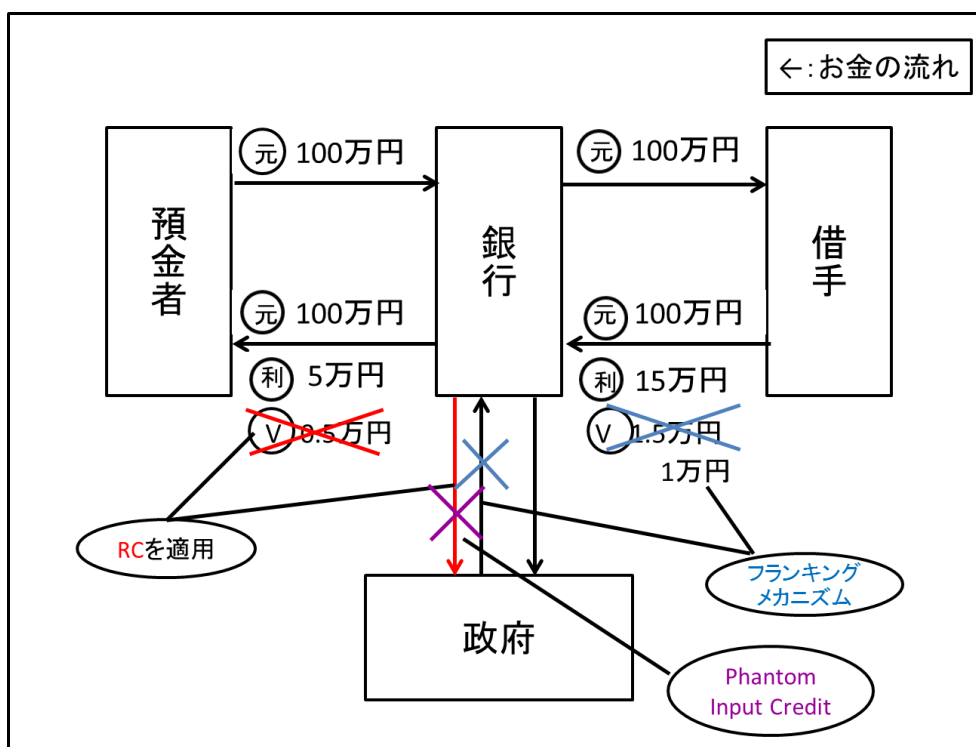 ←:お金の流れ
元 100万円
元 100万円
預金者
銀行
借手
元 100万円
元 100万円
利 5万円
利 15万円
V 0.5万円
V 1.5万円
1万円
RCを適用
フランキング
メカニズム
政府
Phantom
Input Credit